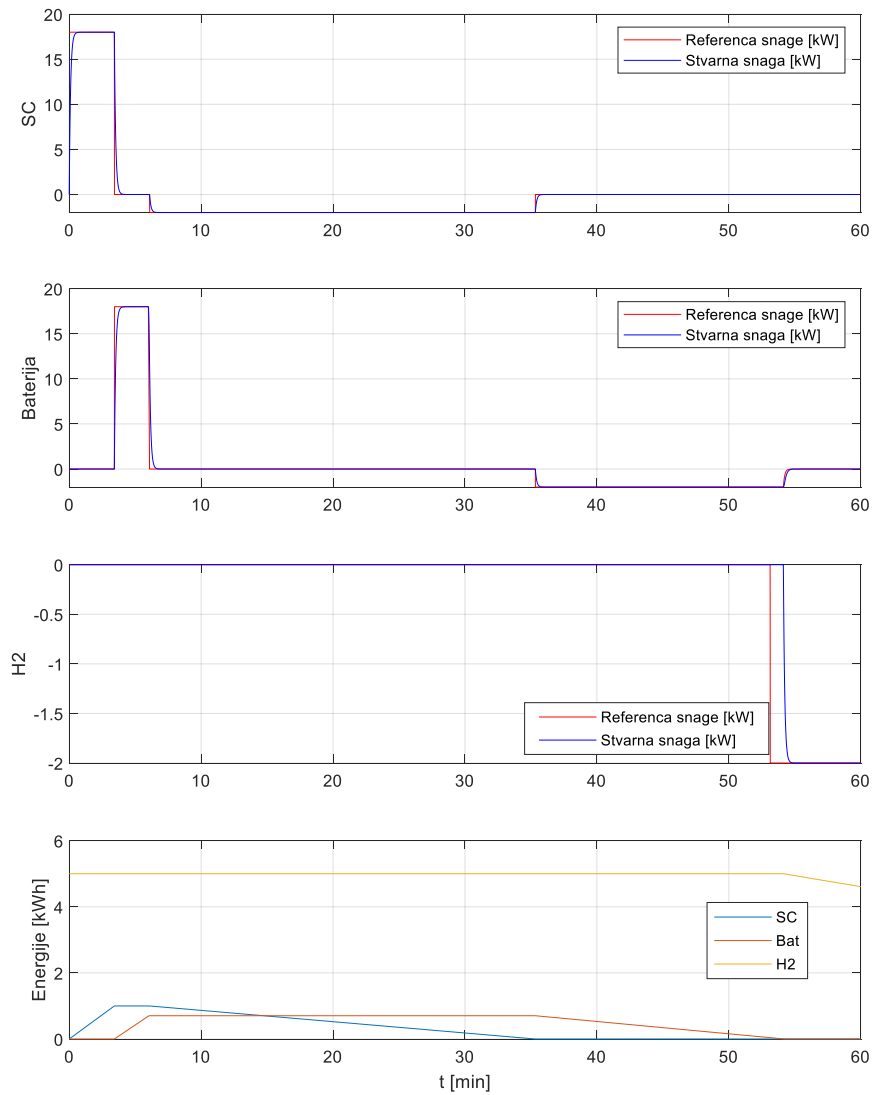 20
15
10
5
0
SC
Referenca snage [kW]
Stvarna snaga [kW]
0 10 20 30 40 50 60
20
15
10
5
0
Baterija
Referenca snage [kW]
Stvarna snaga [kW]
0 10 20 30 40 50 60
0
-0.5
-1
-1.5
-2
H2
Referenca snage [kW]
Stvarna snaga [kW]
0 10 20 30 40 50 60
6
4
2
0
Energije [kWh]
SC
Bat
H2
0 10 20 30 40 50 60
t [min]